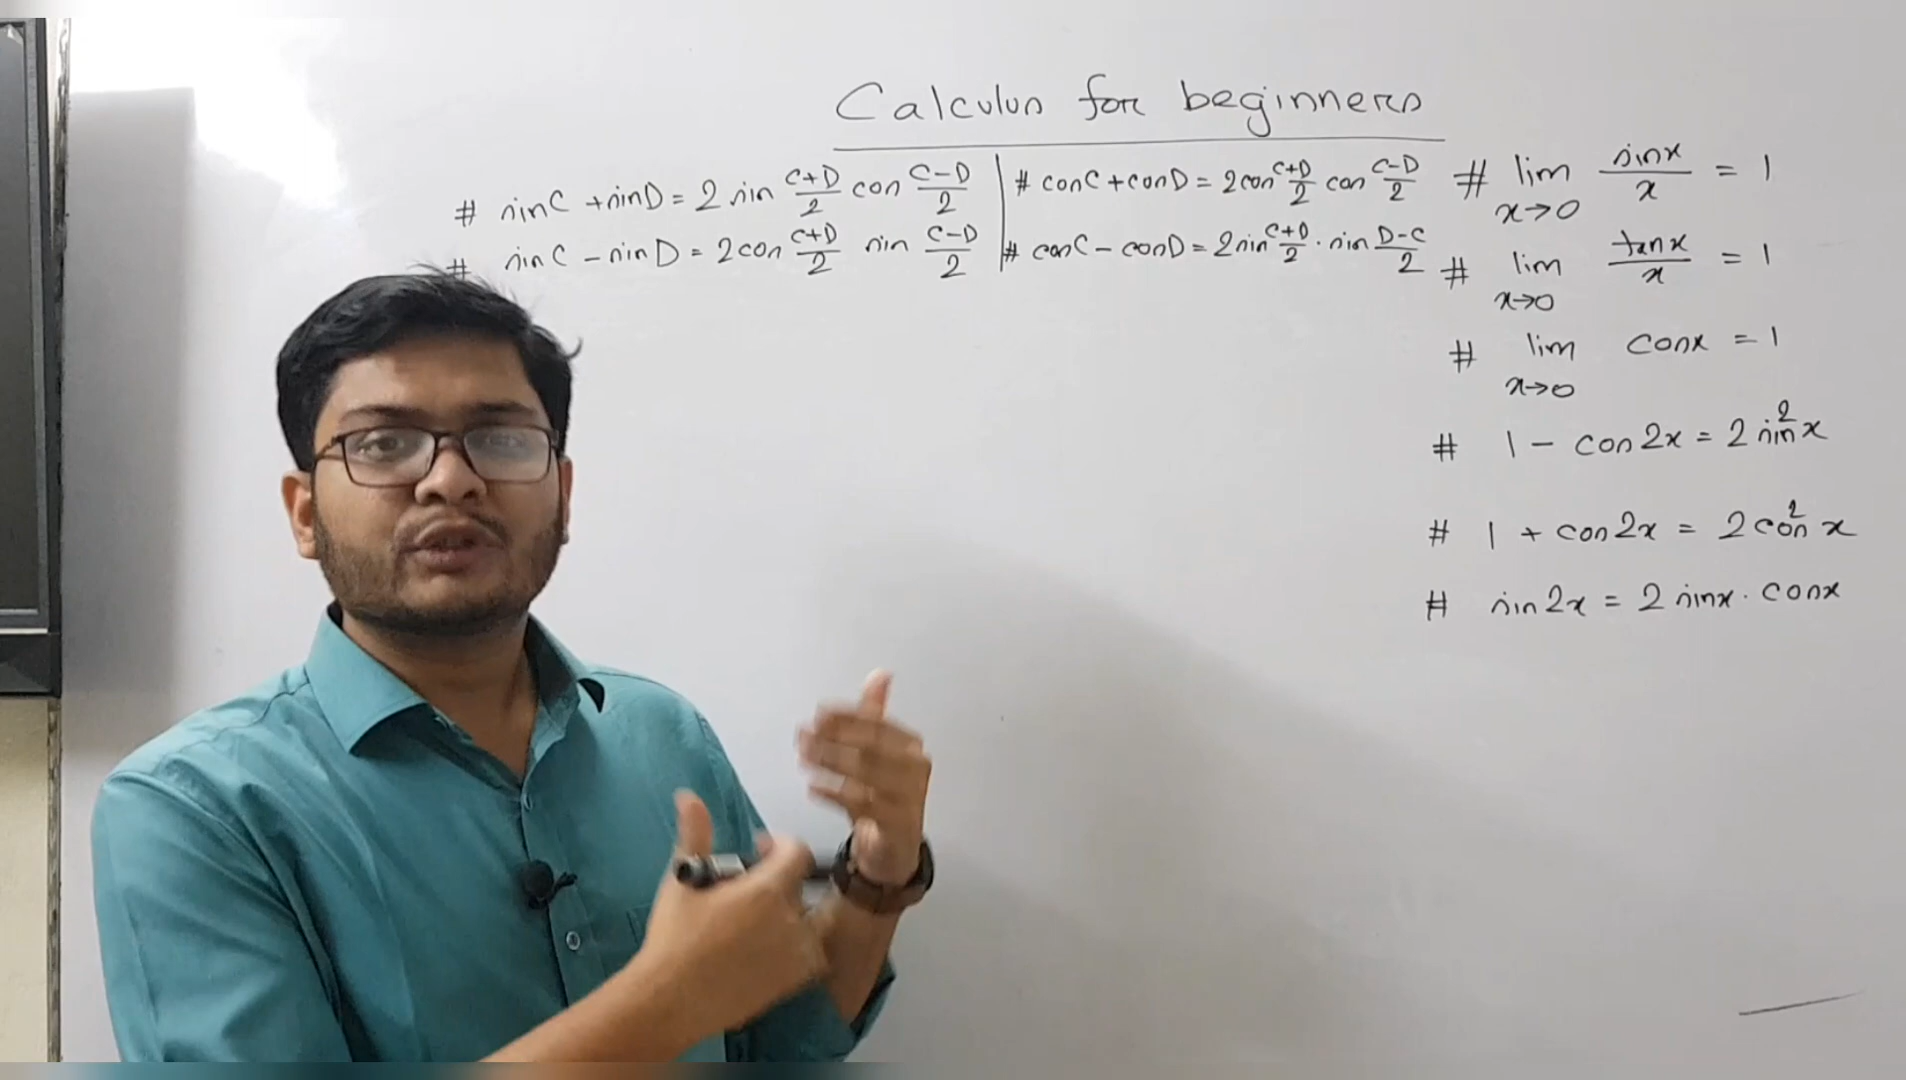 Calculus for beginners
# sinC + sinD = 2 sin (C+D)/2 cos (C-D)/2
# sinC - sinD = 2 cos (C+D)/2 sin (C-D)/2
# cosC + cosD = 2 cos (C+D)/2 cos (C-D)/2
# cosC - cosD = 2 sin (C+D)/2 · sin (D-C)/2
# lim x→0 sinx/x = 1
# lim x→0 tanx/x = 1
# lim x→0 cosx = 1
# 1 - cos2x = 2 sin²x
# 1 + cos2x = 2 cos²x
# sin2x = 2 sinx · cosx